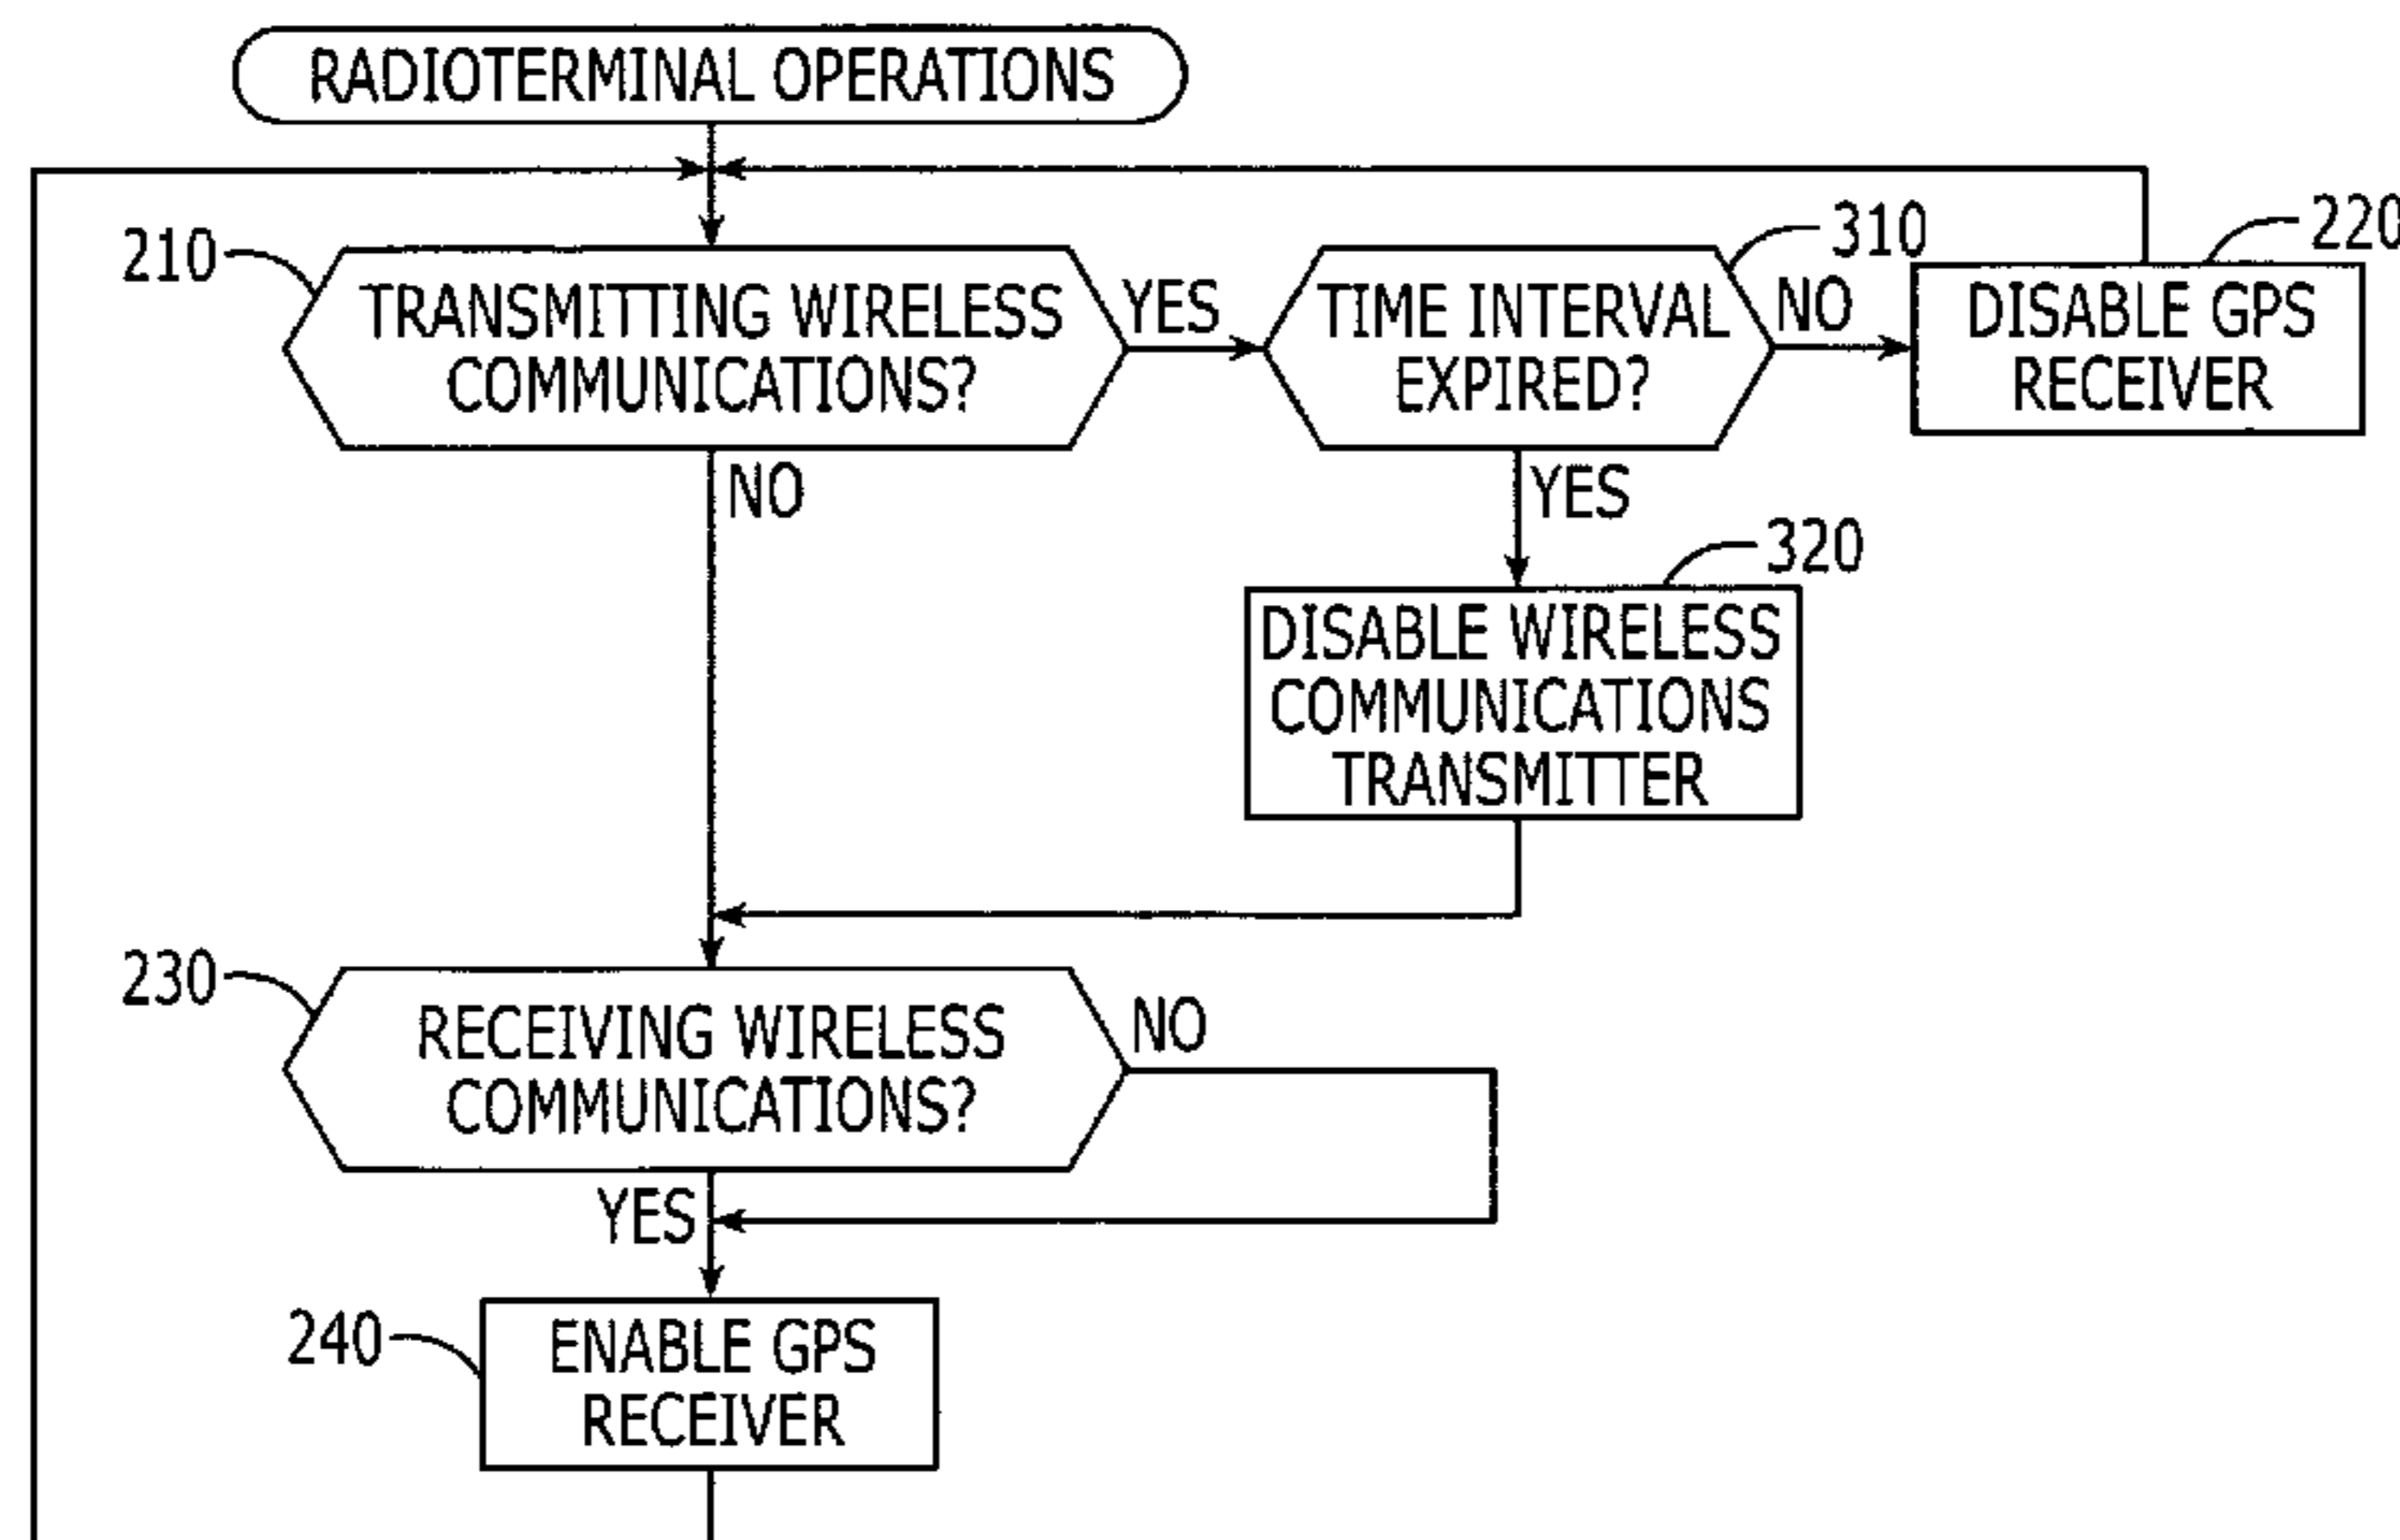 RADIOTERMINAL OPERATIONS
210
TRANSMITTING WIRELESS
COMMUNICATIONS?
YES
NO
310
TIME INTERVAL
EXPIRED?
NO
YES
220
DISABLE GPS
RECEIVER
320
DISABLE WIRELESS
COMMUNICATIONS
TRANSMITTER
230
RECEIVING WIRELESS
COMMUNICATIONS?
NO
YES
240
ENABLE GPS
RECEIVER